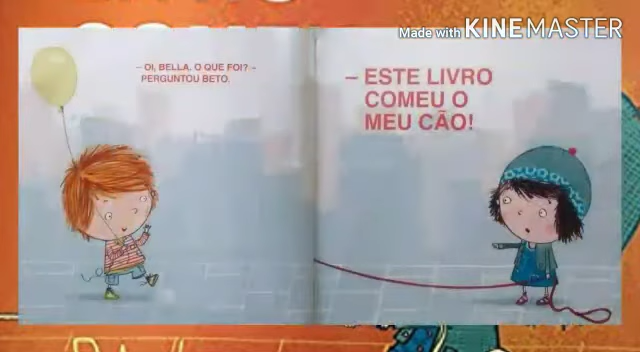 Made with KINEMASTER
– OI, BELLA. O QUE FOI? –
PERGUNTOU BETO.
– ESTE LIVRO
COMEU O
MEU CÃO!